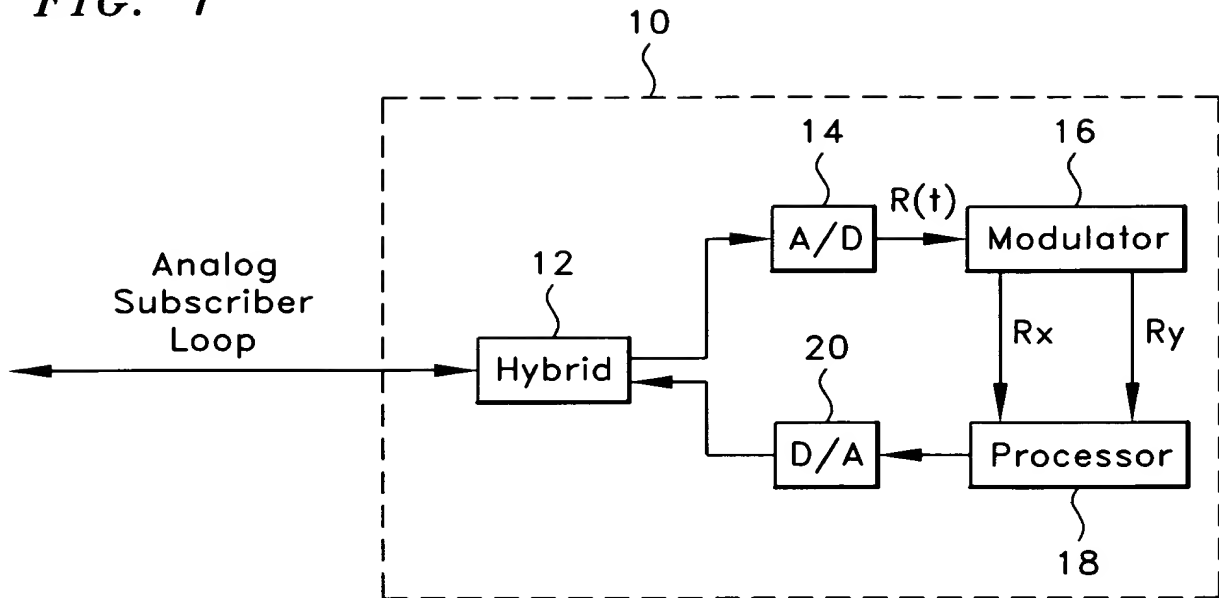 FIG. 1
10
14
16
R(t)
A/D
Modulator
Analog
Subscriber
Loop
12
Hybrid
Rx
Ry
20
D/A
Processor
18